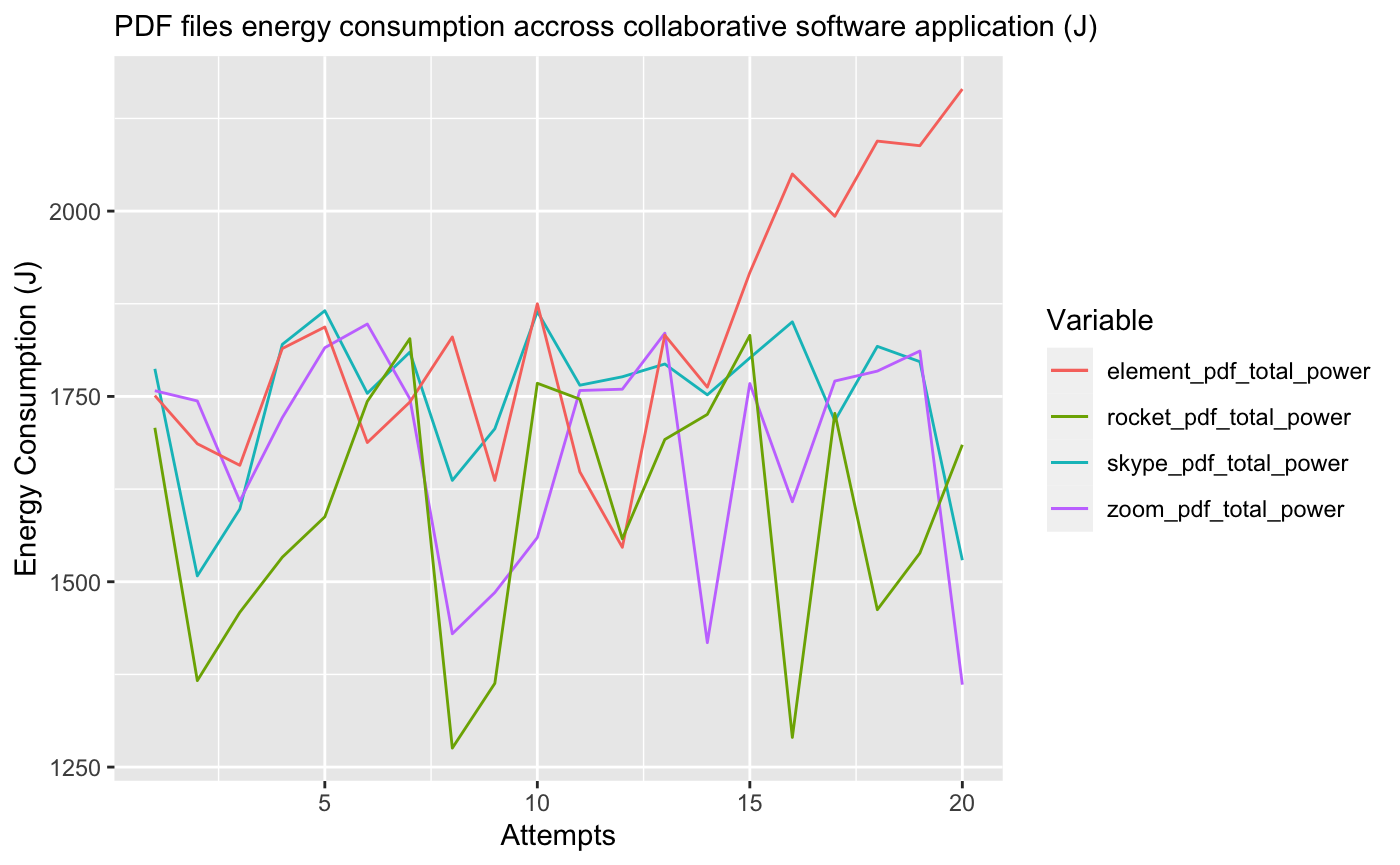 PDF files energy consumption accross collaborative software application (J)
Energy Consumption (J)
2000
1750
1500
1250
5 10 15 20
Attempts
Variable
element_pdf_total_power
rocket_pdf_total_power
skype_pdf_total_power
zoom_pdf_total_power